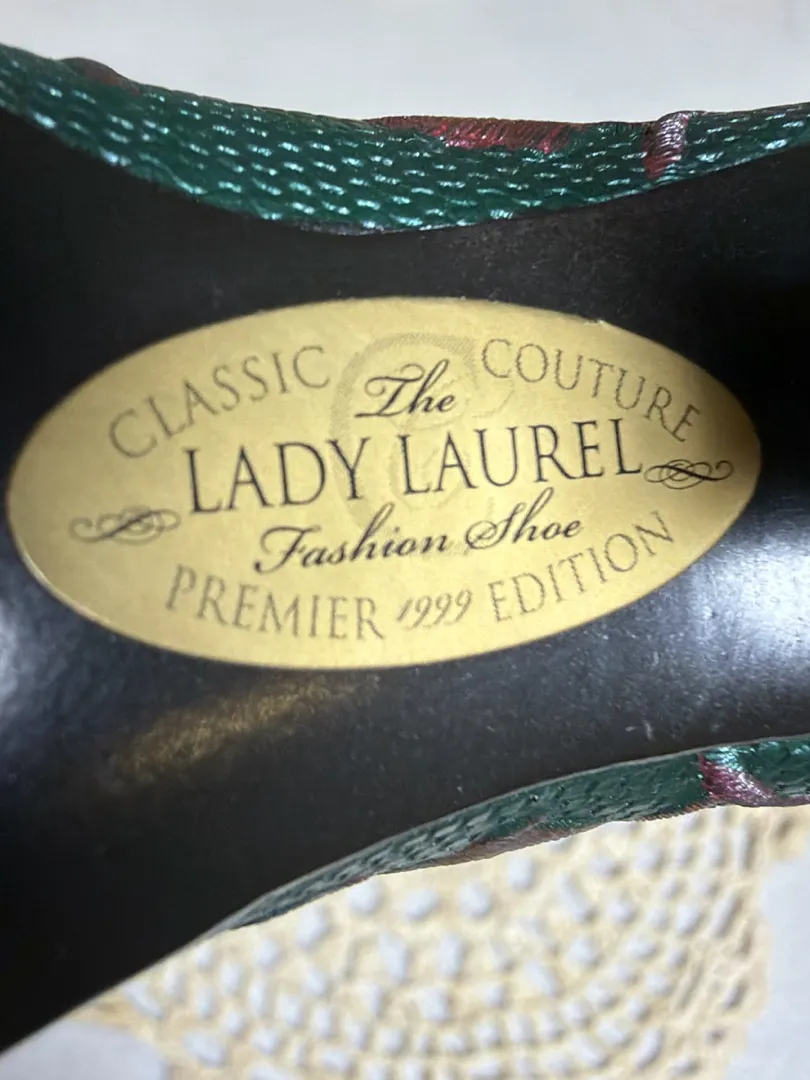 CLASSIC COUTURE
The
LADY LAUREL
Fashion Shoe
PREMIER 1999 EDITION